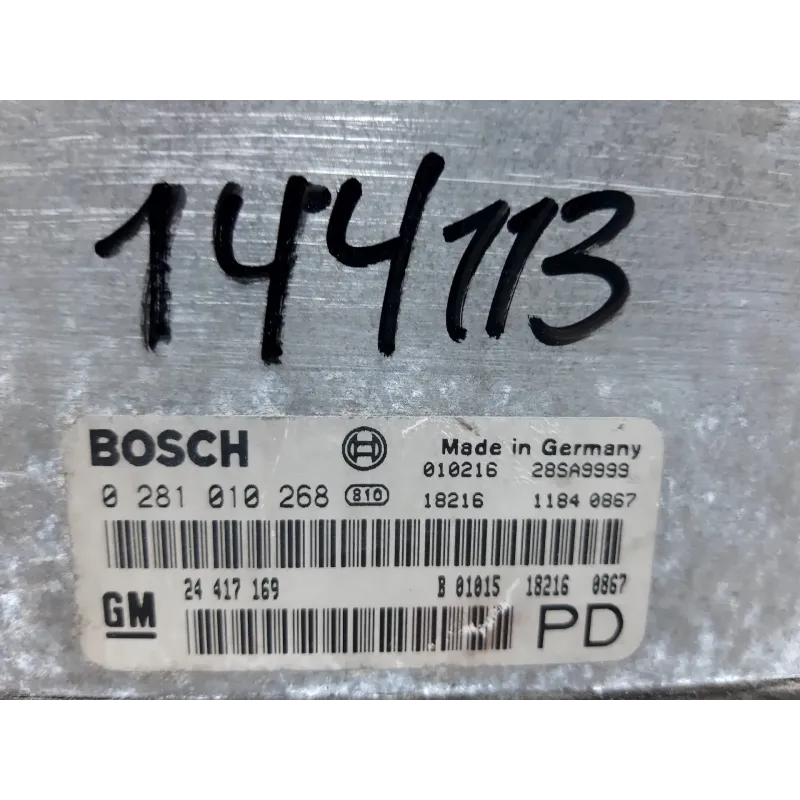 144113
BOSCH Made in Germany
010216 28SA9999
0 281 010 268 810 18216 1184 0867
24 417 169 B 01015 18216 0867
GM PD